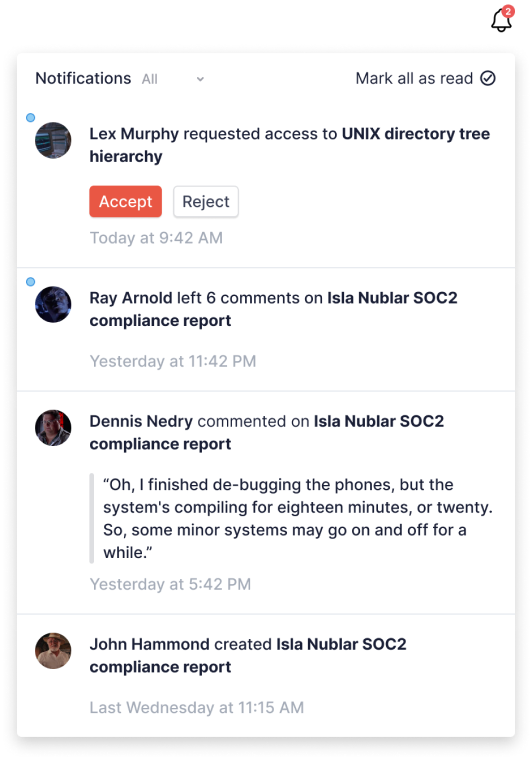 2
Notifications All
Mark all as read
Lex Murphy requested access to UNIX directory tree
hierarchy
Accept
Reject
Today at 9:42 AM
Ray Arnold left 6 comments on Isla Nublar SOC2
compliance report
Yesterday at 11:42 PM
Dennis Nedry commented on Isla Nublar SOC2
compliance report
“Oh, I finished de-bugging the phones, but the
system's compiling for eighteen minutes, or twenty.
So, some minor systems may go on and off for a
while.”
Yesterday at 5:42 PM
John Hammond created Isla Nublar SOC2
compliance report
Last Wednesday at 11:15 AM